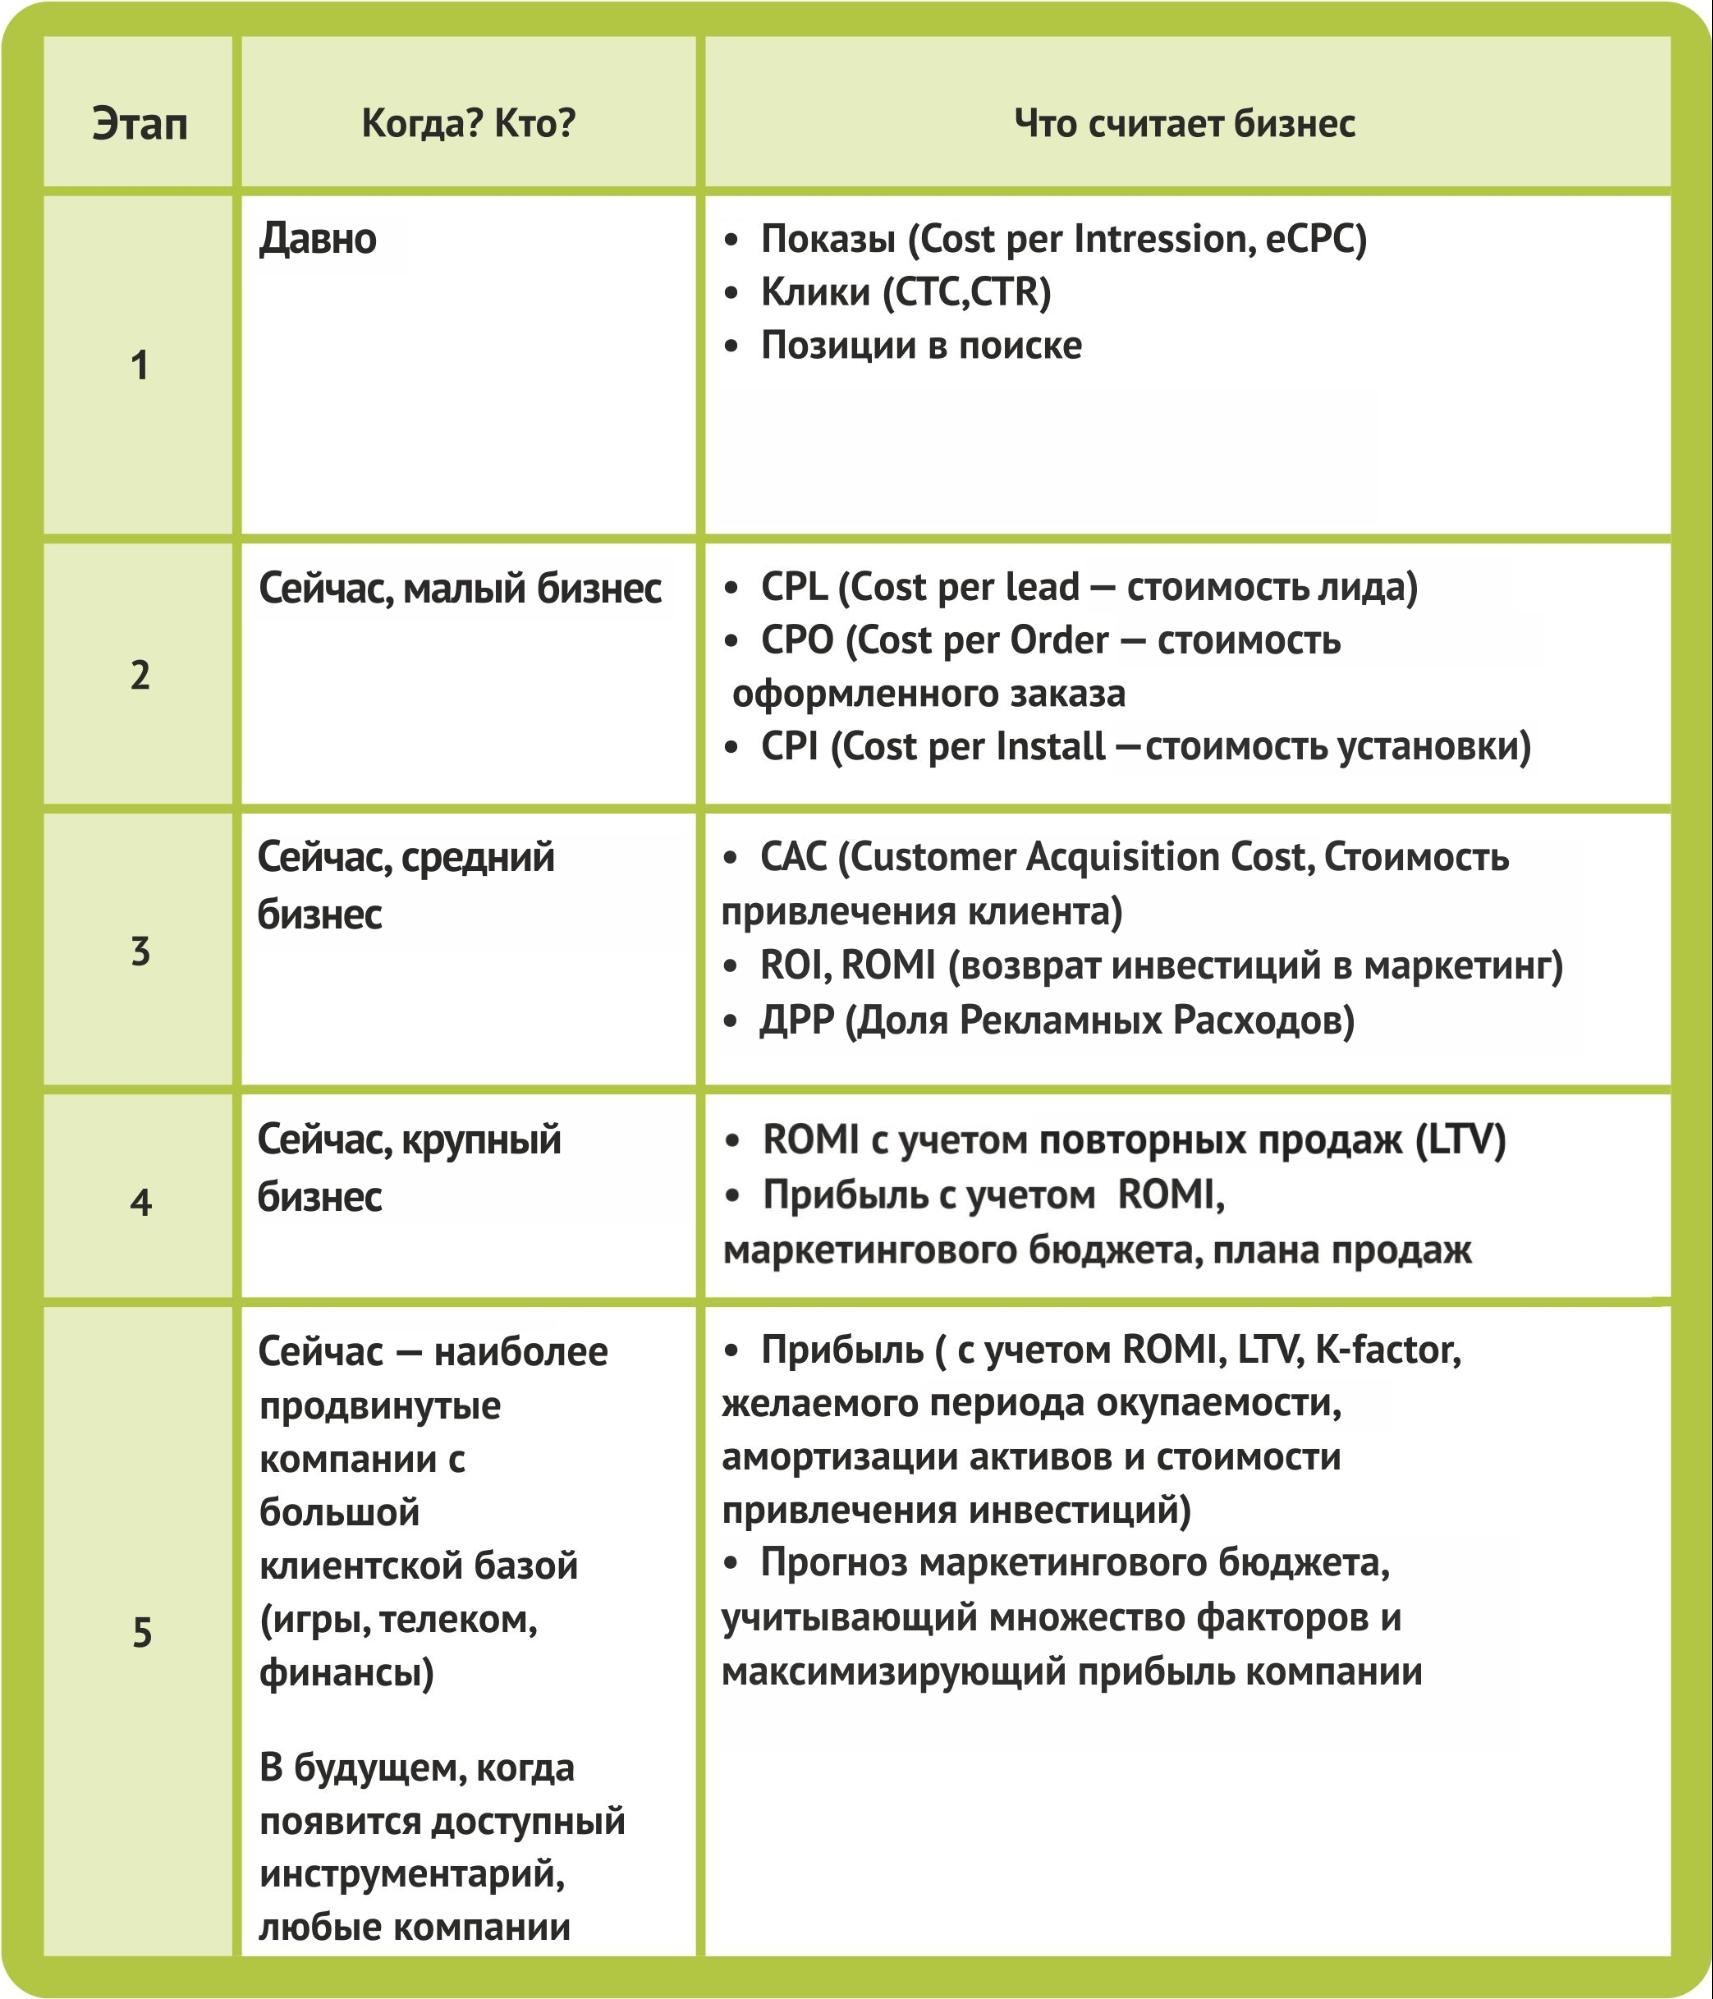 Этап
Когда? Кто?
Что считает бизнес
1
Давно
• Показы (Cost per Intression, eCPC)
• Клики (CTC,CTR)
• Позиции в поиске
2
Сейчас, малый бизнес
• CPL (Cost per lead — стоимость лида)
• CPO (Cost per Order — стоимость
оформленного заказа
• CPI (Cost per Install —стоимость установки)
3
Сейчас, средний
бизнес
• CAC (Customer Acquisition Cost, Стоимость
привлечения клиента)
• ROI, ROMI (возврат инвестиций в маркетинг)
• ДРР (Доля Рекламных Расходов)
4
Сейчас, крупный
бизнес
• ROMI с учетом повторных продаж (LTV)
• Прибыль с учетом ROMI,
маркетингового бюджета, плана продаж
5
Сейчас — наиболее
продвинутые
компании с
большой
клиентской базой
(игры, телеком,
финансы)
В будущем, когда
появится доступный
инструментарий,
любые компании
• Прибыль ( с учетом ROMI, LTV, K-factor,
желаемого периода окупаемости,
амортизации активов и стоимости
привлечения инвестиций)
• Прогноз маркетингового бюджета,
учитывающий множество факторов и
максимизирующий прибыль компании